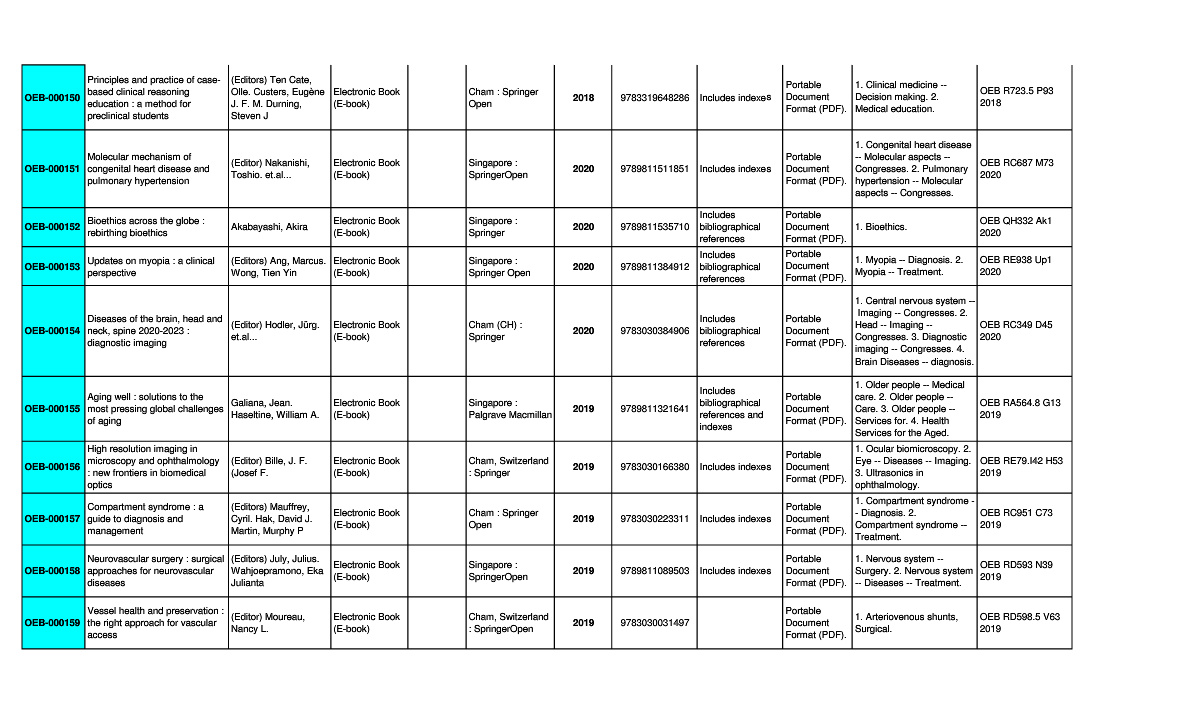 OEB-000150
Principles and practice of case-
based clinical reasoning
education : a method for
preclinical students
(Editors) Ten Cate,
Olle. Custers, Eugène
J. F. M. Durning,
Steven J
Electronic Book
(E-book)
Cham : Springer
Open
2018
9783319648286
Includes indexes
Portable
Document
Format (PDF).
1. Clinical medicine --
Decision making. 2.
Medical education.
OEB R723.5 P93
2018
OEB-000151
Molecular mechanism of
congenital heart disease and
pulmonary hypertension
(Editor) Nakanishi,
Toshio. et.al...
Electronic Book
(E-book)
Singapore :
SpringerOpen
2020
9789811511851
Includes indexes
Portable
Document
Format (PDF).
1. Congenital heart disease
-- Molecular aspects --
Congresses. 2. Pulmonary
hypertension -- Molecular
aspects -- Congresses.
OEB RC687 M73
2020
OEB-000152
Bioethics across the globe :
rebirthing bioethics
Akabayashi, Akira
Electronic Book
(E-book)
Singapore :
Springer
2020
9789811535710
Includes
bibliographical
references
Portable
Document
Format (PDF).
1. Bioethics.
OEB QH332 Ak1
2020
OEB-000153
Updates on myopia : a clinical
perspective
(Editors) Ang, Marcus.
Wong, Tien Yin
Electronic Book
(E-book)
Singapore :
Springer Open
2020
9789811384912
Includes
bibliographical
references
Portable
Document
Format (PDF).
1. Myopia -- Diagnosis. 2.
Myopia -- Treatment.
OEB RE938 Up1
2020
OEB-000154
Diseases of the brain, head and
neck, spine 2020-2023 :
diagnostic imaging
(Editor) Hodler, Jürg.
et.al...
Electronic Book
(E-book)
Cham (CH) :
Springer
2020
9783030384906
Includes
bibliographical
references
Portable
Document
Format (PDF).
1. Central nervous system --
Imaging -- Congresses. 2.
Head -- Imaging --
Congresses. 3. Diagnostic
imaging -- Congresses. 4.
Brain Diseases -- diagnosis.
OEB RC349 D45
2020
OEB-000155
Aging well : solutions to the
most pressing global challenges
of aging
Galiana, Jean.
Haseltine, William A.
Electronic Book
(E-book)
Singapore :
Palgrave Macmillan
2019
9789811321641
Includes
bibliographical
references and
indexes
Portable
Document
Format (PDF).
1. Older people -- Medical
care. 2. Older people --
Care. 3. Older people --
Services for. 4. Health
Services for the Aged.
OEB RA564.8 G13
2019
OEB-000156
High resolution imaging in
microscopy and ophthalmology
: new frontiers in biomedical
optics
(Editor) Bille, J. F.
(Josef F.
Electronic Book
(E-book)
Cham, Switzerland
: Springer
2019
9783030166380
Includes indexes
Portable
Document
Format (PDF).
1. Ocular biomicroscopy. 2.
Eye -- Diseases -- Imaging.
3. Ultrasonics in
ophthalmology.
OEB RE79.I42 H53
2019
OEB-000157
Compartment syndrome : a
guide to diagnosis and
management
(Editors) Mauffrey,
Cyril. Hak, David J.
Martin, Murphy P
Electronic Book
(E-book)
Cham : Springer
Open
2019
9783030223311
Includes indexes
Portable
Document
Format (PDF).
1. Compartment syndrome -
- Diagnosis. 2.
Compartment syndrome --
Treatment.
OEB RC951 C73
2019
OEB-000158
Neurovascular surgery : surgical
approaches for neurovascular
diseases
(Editors) July, Julius.
Wahjoepramono, Eka
Julianta
Electronic Book
(E-book)
Singapore :
SpringerOpen
2019
9789811089503
Includes indexes
Portable
Document
Format (PDF).
1. Nervous system --
Surgery. 2. Nervous system
-- Diseases -- Treatment.
OEB RD593 N39
2019
OEB-000159
Vessel health and preservation :
the right approach for vascular
access
(Editor) Moureau,
Nancy L.
Electronic Book
(E-book)
Cham, Switzerland
: SpringerOpen
2019
9783030031497
Portable
Document
Format (PDF).
1. Arteriovenous shunts,
Surgical.
OEB RD598.5 V63
2019